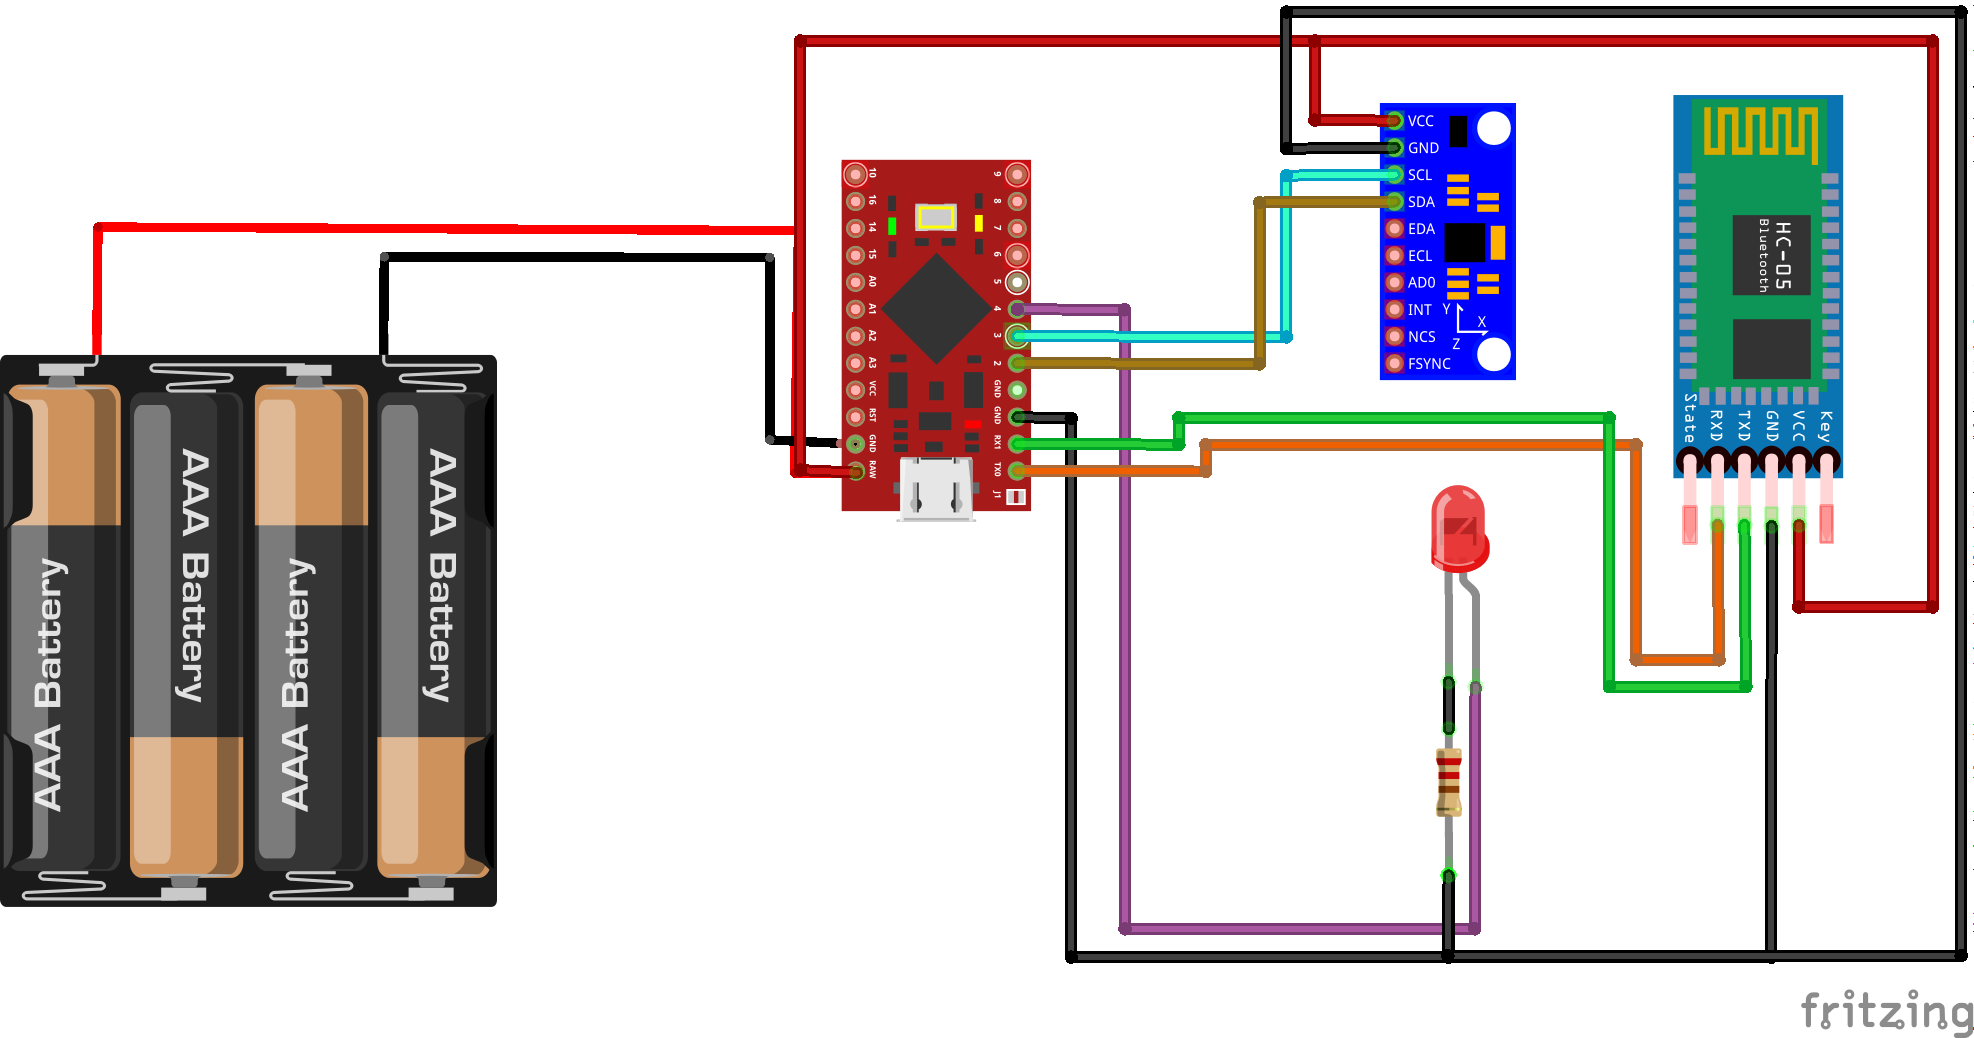 AAA Battery
AAA Battery
AAA Battery
AAA Battery
10
16
14
15
A0
A1
A2
A3
VCC
RST
GND
RAW
9
8
7
6
5
4
3
2
GND
GND
RX1
TX0
J1
VCC
GND
SCL
SDA
EDA
ECL
AD0
INT
NCS
FSYNC
Y
X
Z
HC-05
Bluetooth
State
RXD
TXD
GND
VCC
Key
fritzing